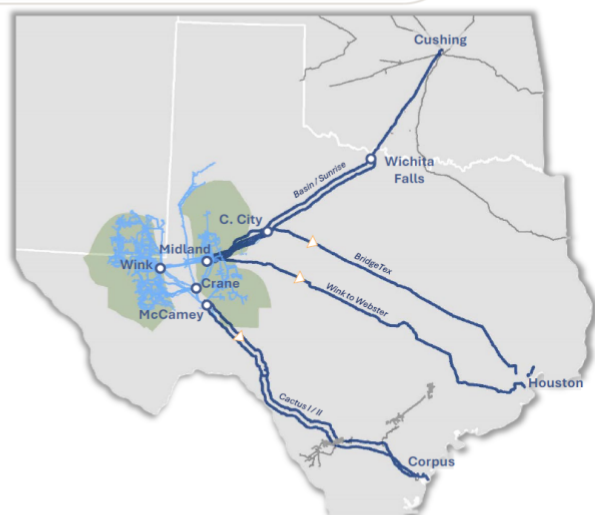 Cushing
Wichita
Falls
Basin / Sunrise
C. City
Midland
BridgeTex
Wink
Crane
Wink to Webster
McCamey
Houston
Cactus I / II
Corpus